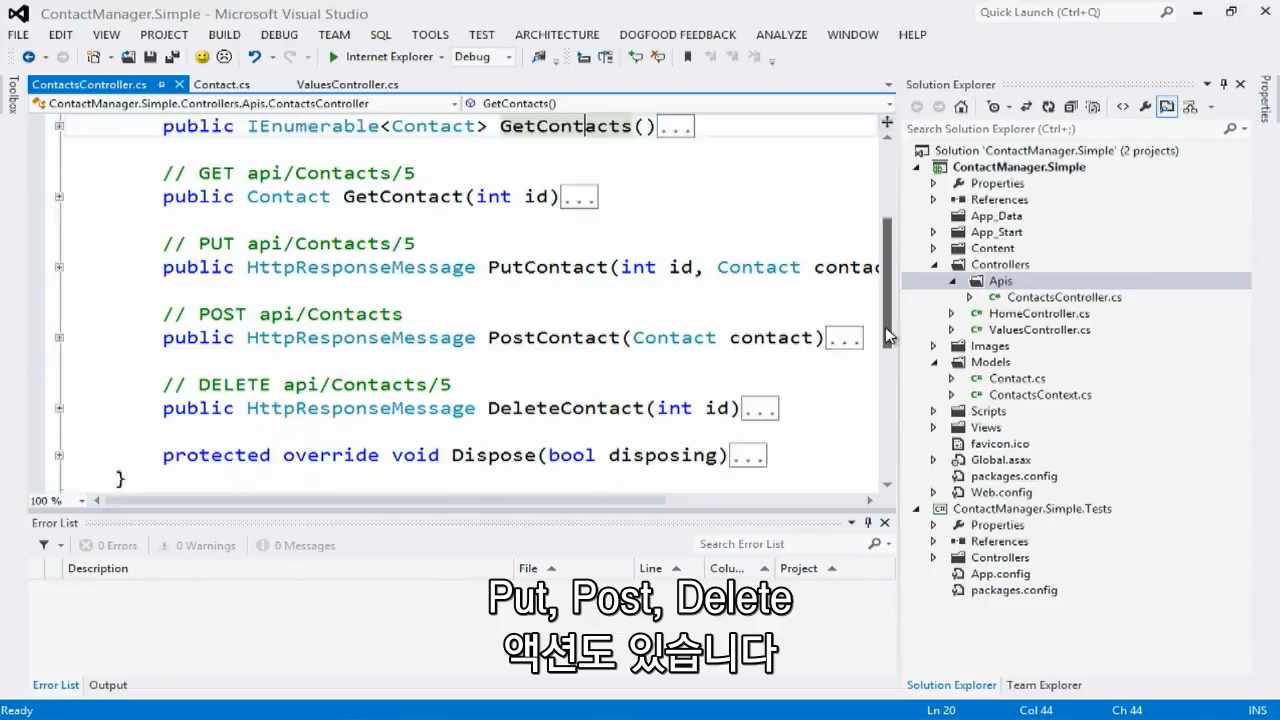 ContactManager.Simple - Microsoft Visual Studio
Quick Launch (Ctrl+Q)
FILE EDIT VIEW PROJECT BUILD DEBUG TEAM SQL TOOLS TEST ARCHITECTURE DOGFOOD FEEDBACK ANALYZE WINDOW HELP
Internet Explorer Debug
Toolbox
ContactsController.cs Contact.cs ValuesController.cs
ContactManager.Simple.Controllers.Apis.ContactsController GetContacts()
public IEnumerable<Contact> GetContacts()...
// GET api/Contacts/5
public Contact GetContact(int id)...
// PUT api/Contacts/5
public HttpResponseMessage PutContact(int id, Contact contac
// POST api/Contacts
public HttpResponseMessage PostContact(Contact contact)...
// DELETE api/Contacts/5
public HttpResponseMessage DeleteContact(int id)...
protected override void Dispose(bool disposing)...
}
100 %
Error List
0 Errors 0 Warnings 0 Messages
Search Error List
Description File Line Colu... Project
Put, Post, Delete
액션도 있습니다
Error List Output
Solution Explorer
Search Solution Explorer (Ctrl+;)
Solution 'ContactManager.Simple' (2 projects)
ContactManager.Simple
Properties
References
App_Data
App_Start
Content
Controllers
Apis
C# ContactsController.cs
C# HomeController.cs
C# ValuesController.cs
Images
Models
C# Contact.cs
C# ContactsContext.cs
Scripts
Views
favicon.ico
Global.asax
packages.config
Web.config
C# ContactManager.Simple.Tests
Properties
References
Controllers
App.config
packages.config
Solution Explorer Team Explorer
Properties
Ready Ln 20 Col 44 Ch 44 INS